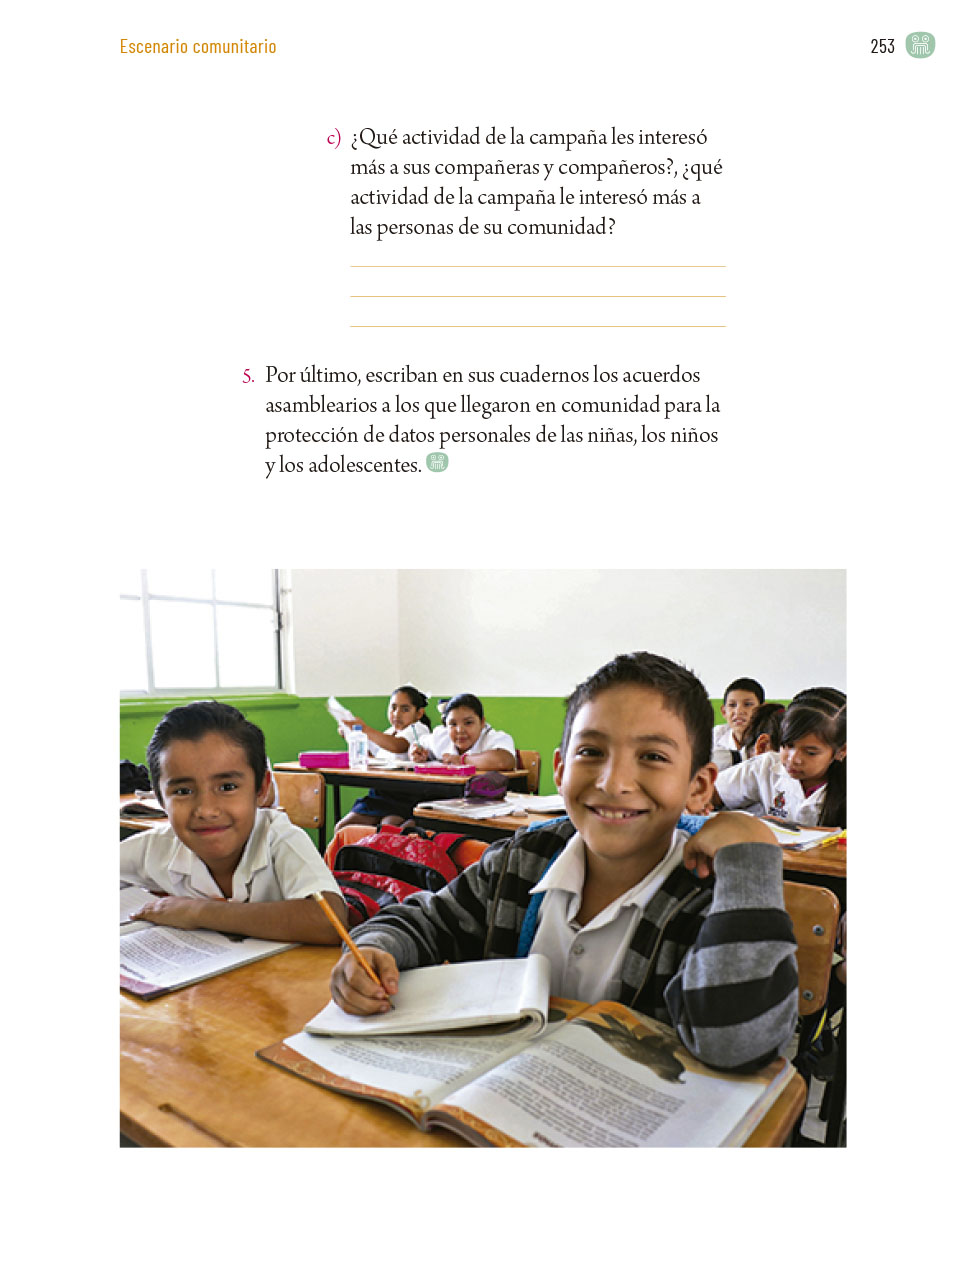 Escenario comunitario
253
c) ¿Qué actividad de la campaña les interesó
más a sus compañeras y compañeros?, ¿qué
actividad de la campaña le interesó más a
las personas de su comunidad?
5. Por último, escriban en sus cuadernos los acuerdos
asamblearios a los que llegaron en comunidad para la
protección de datos personales de las niñas, los niños
y los adolescentes.